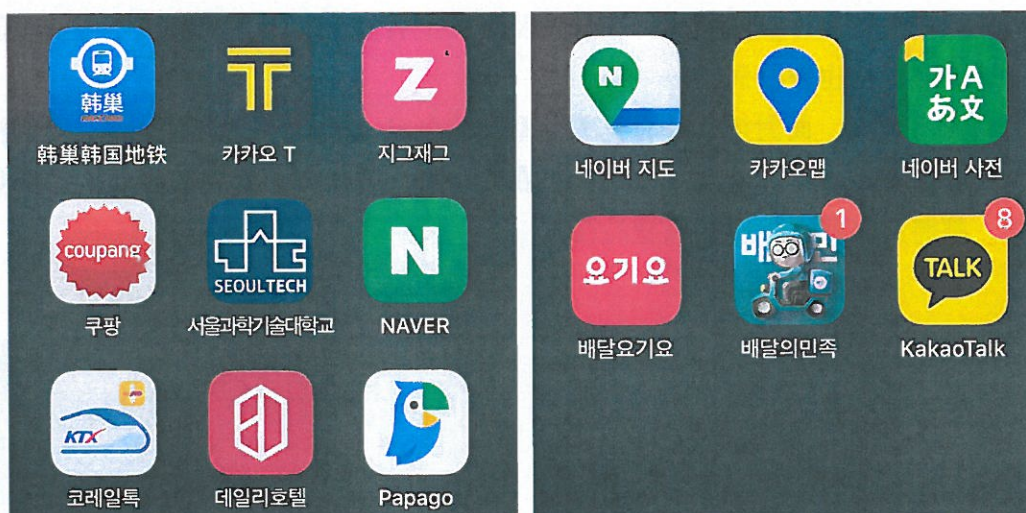 韩巢
韩巢韩国地铁
카카오 T
Z
지그재그
N
네이버 지도
카카오맵
가A
あ文
네이버 사전
coupang
쿠팡
SEOULTECH
서울과학기술대학교
N
NAVER
요기요
배달요기요
배 민
1
배달의민족
8
TALK
KakaoTalk
KTX
코레일톡
데일리호텔
Papago